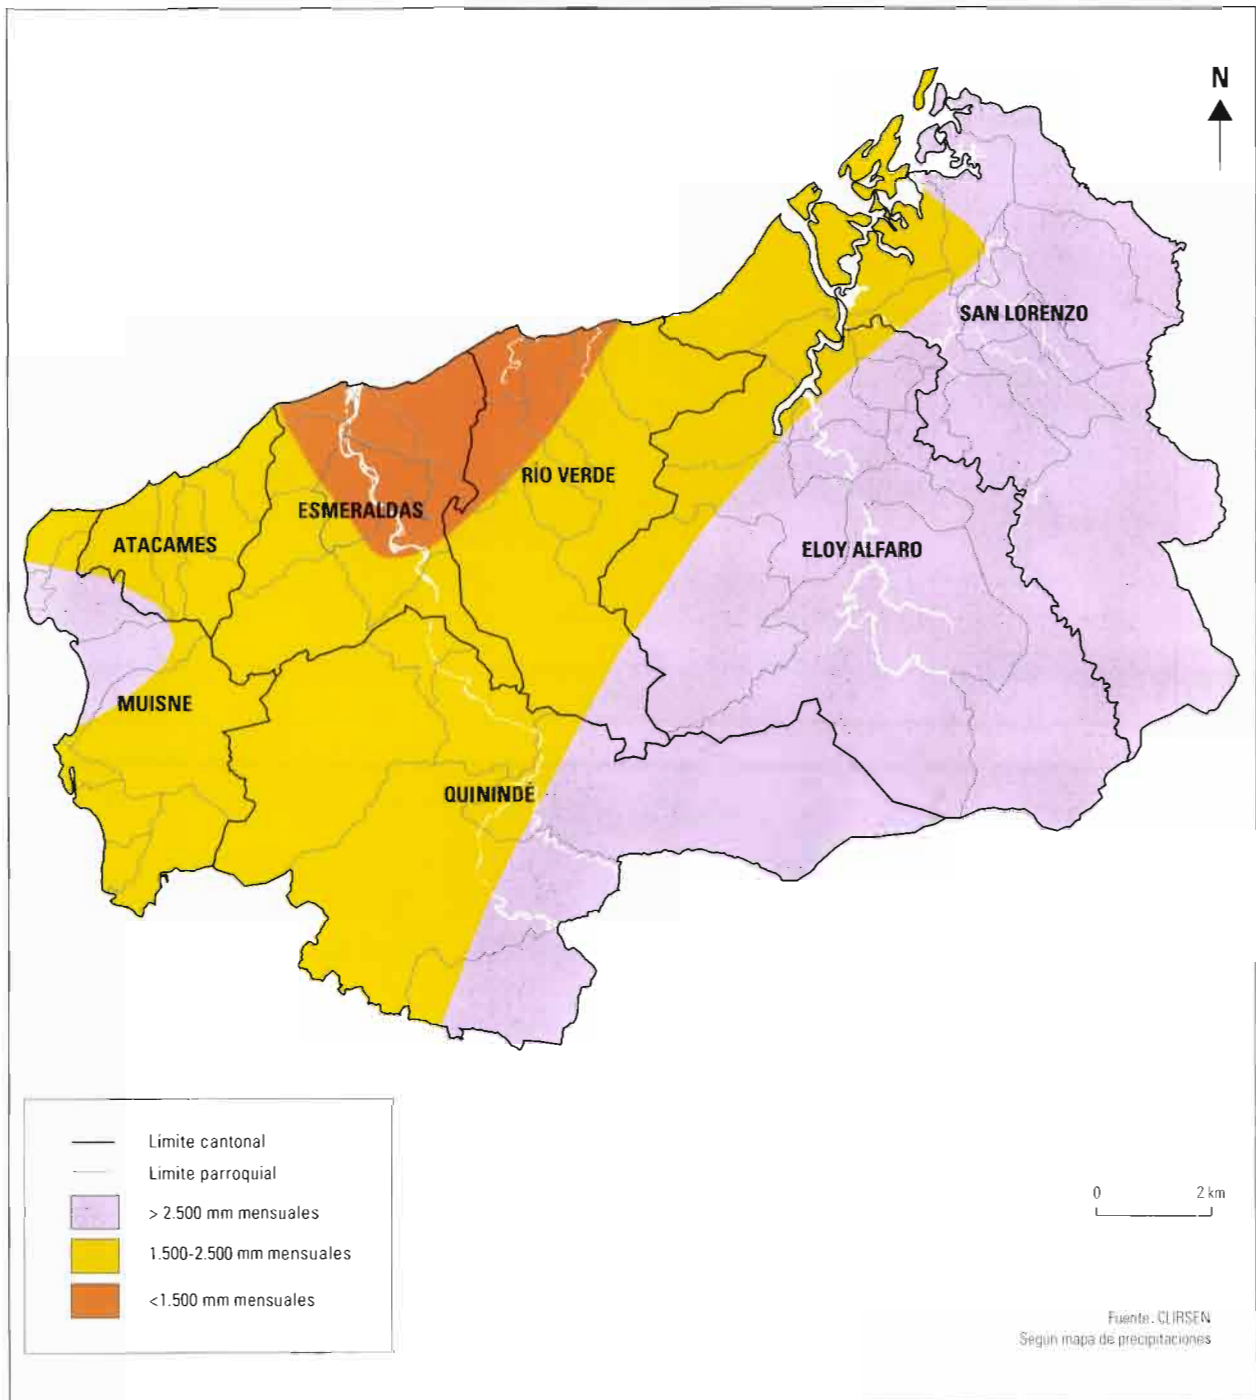 N
SAN LORENZO
RIO VERDE
ESMERALDAS
ATACAMES
ELOY ALFARO
MUISNE
QUININDÉ
Límite cantonal
Límite parroquial
> 2.500 mm mensuales
1.500-2.500 mm mensuales
<1.500 mm mensuales
0 2 km
Fuente. CLIRSEN
Según mapa de precipitaciones